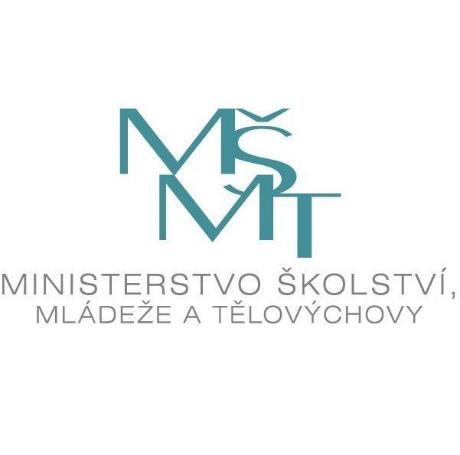 MŠ
MT
MINISTERSTVO ŠKOLSTVÍ,
MLÁDEŽE A TĚLOVÝCHOVY